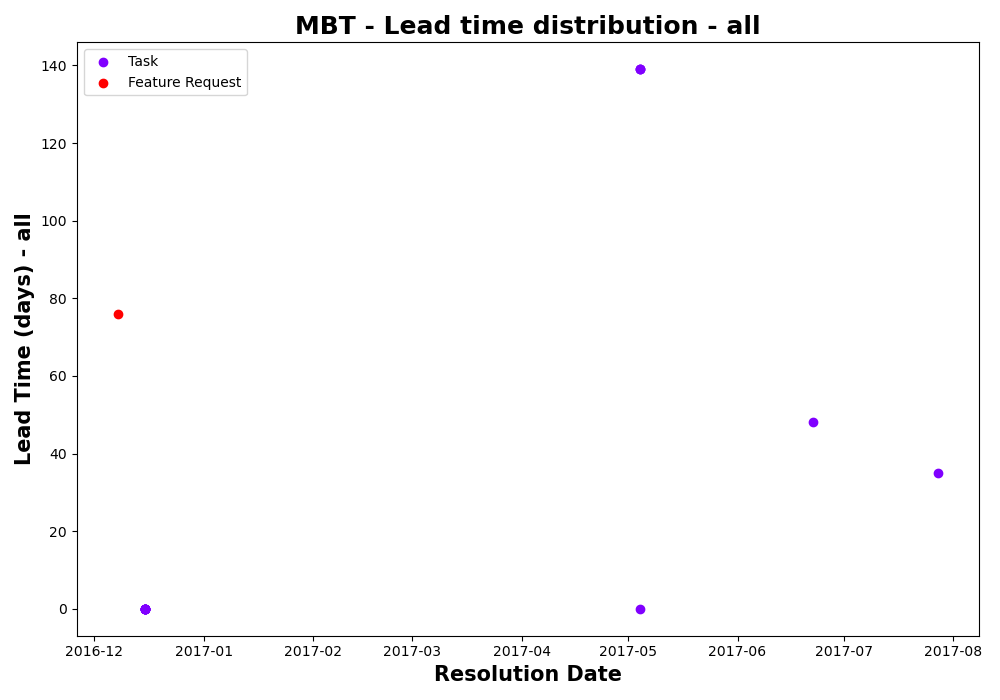 MBT - Lead time distribution - all
Task
Feature Request
140
120
100
80
60
40
20
0
Lead Time (days) - all
2016-12 2017-01 2017-02 2017-03 2017-04 2017-05 2017-06 2017-07 2017-08
Resolution Date